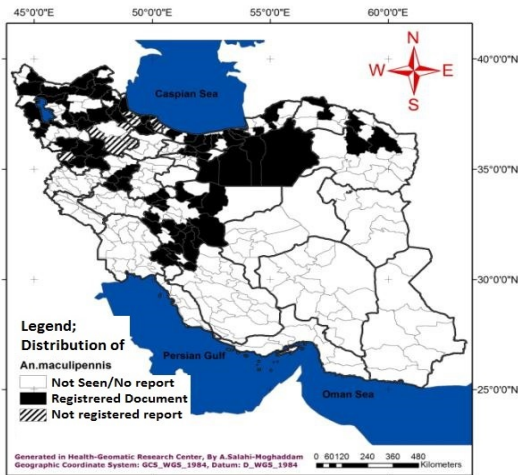 45°0'0"E 50°0'0"E 55°0'0"E 60°0'0"E
40°0'0"N
N
W E
S
Caspian Sea
35°0'0"N
30°0'0"N
Legend;
Distribution of
An.maculipennis
Not Seen/No report
Registrered Document
Not registered report
Persian Gulf
25°0'0"N
Oman Sea
Generated in Health-Geomatic Research Center, By A.Salahi-Moghaddam
Geographic Coordinate System: GCS_WGS_1984, Datum: D_WGS_1984
0 60120 240 360 480
Kilometers